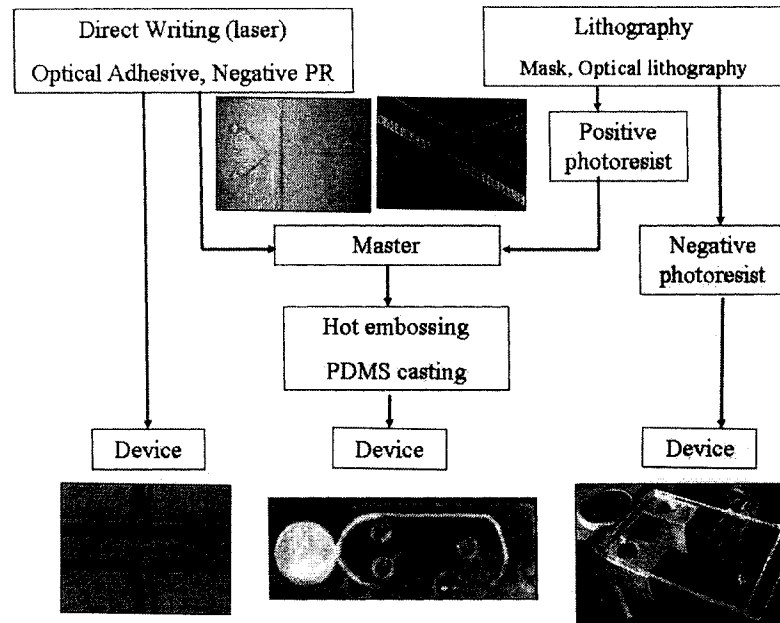 Direct Writing (laser)
Optical Adhesive, Negative PR
Lithography
Mask, Optical lithography
Positive
photoresist
Master
Negative
photoresist
Hot embossing
PDMS casting
Device
Device
Device